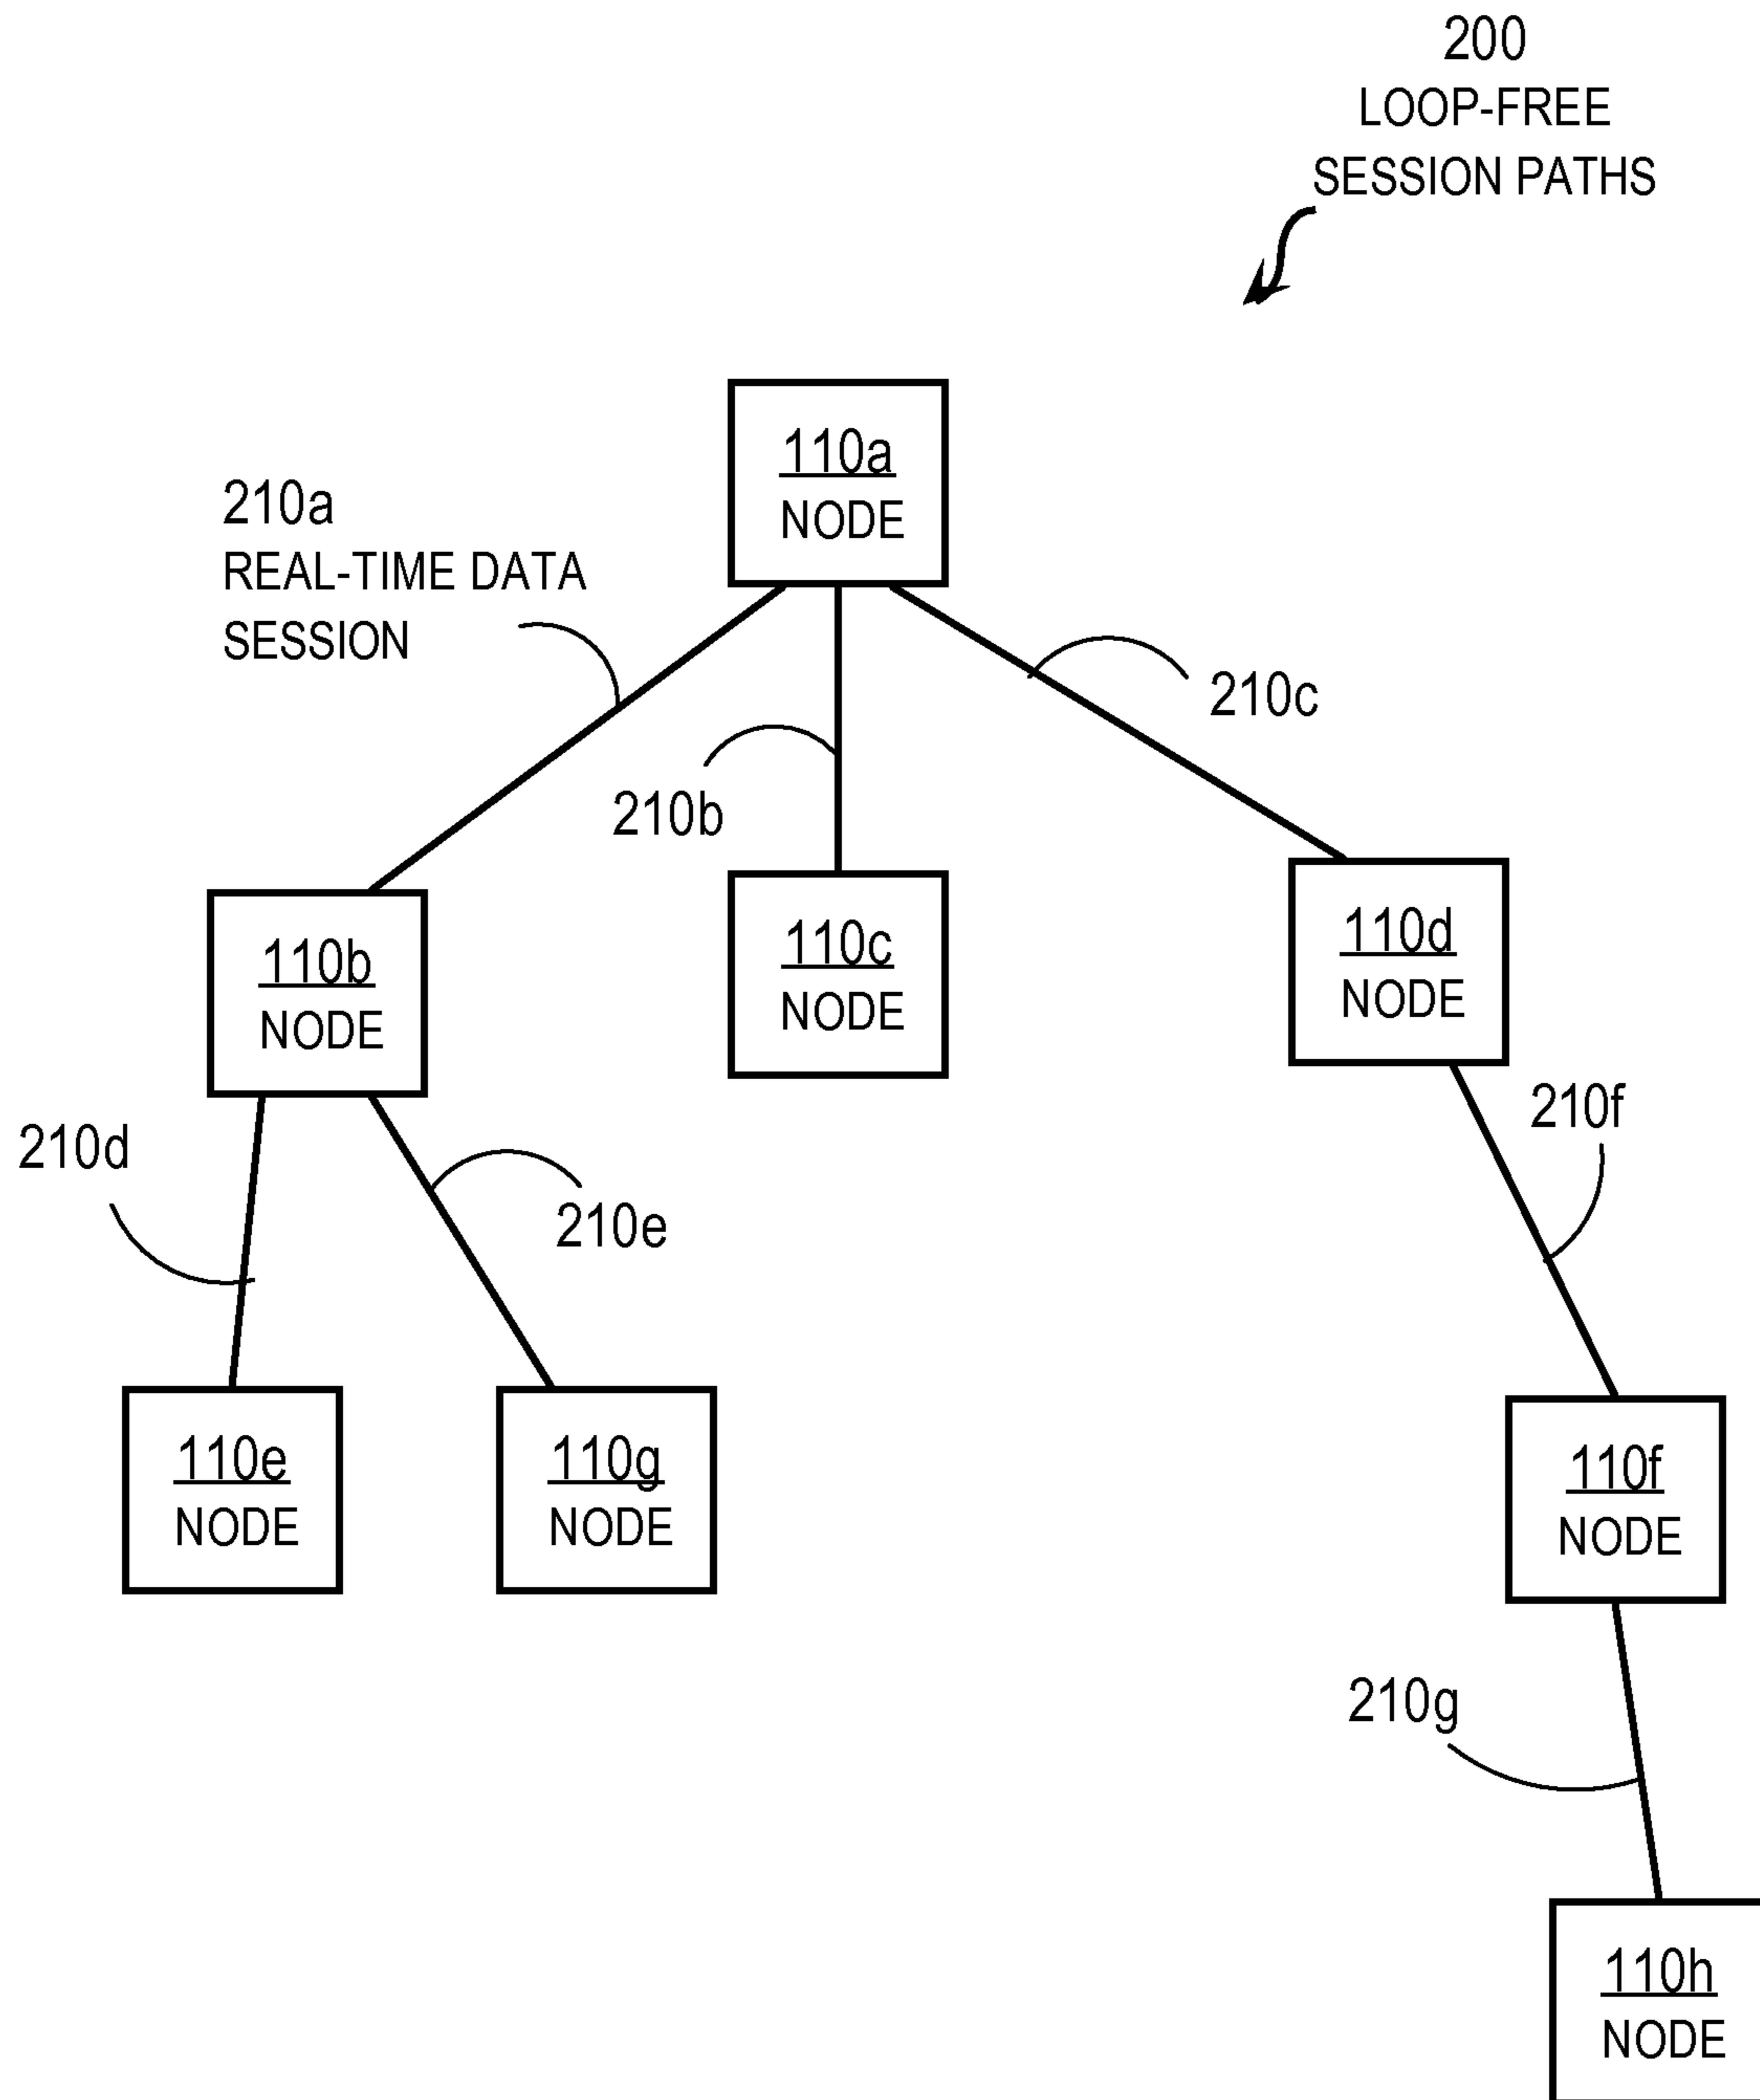 200
LOOP-FREE
SESSION PATHS
110a
NODE
210a
REAL-TIME DATA
SESSION
210c
210b
110b
NODE
110c
NODE
110d
NODE
210d
210e
210f
110e
NODE
110g
NODE
110f
NODE
210g
110h
NODE